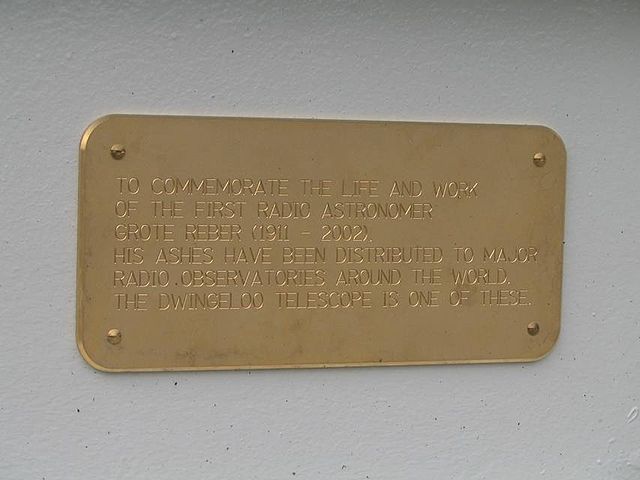 TO COMMEMORATE THE LIFE AND WORK
OF THE FIRST RADIO ASTRONOMER
GROTE REBER (1911 - 2002).
HIS ASHES HAVE BEEN DISTRIBUTED TO MAJOR
RADIO OBSERVATORIES AROUND THE WORLD.
THE DWINGELOO TELESCOPE IS ONE OF THESE.